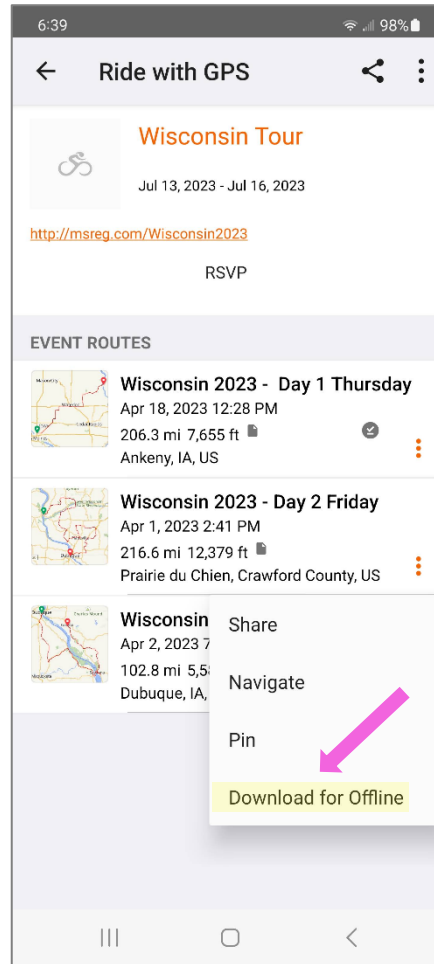 6:39
98%
Ride with GPS
Wisconsin Tour
Jul 13, 2023 - Jul 16, 2023
http://msreg.com/Wisconsin2023
RSVP
EVENT ROUTES
Wisconsin 2023 - Day 1 Thursday
Apr 18, 2023 12:28 PM
206.3 mi 7,655 ft
Ankeny, IA, US
Wisconsin 2023 - Day 2 Friday
Apr 1, 2023 2:41 PM
216.6 mi 12,379 ft
Prairie du Chien, Crawford County, US
Wisconsin
Apr 2, 2023 7
102.8 mi 5,5
Dubuque, IA,
Share
Navigate
Pin
Download for Offline